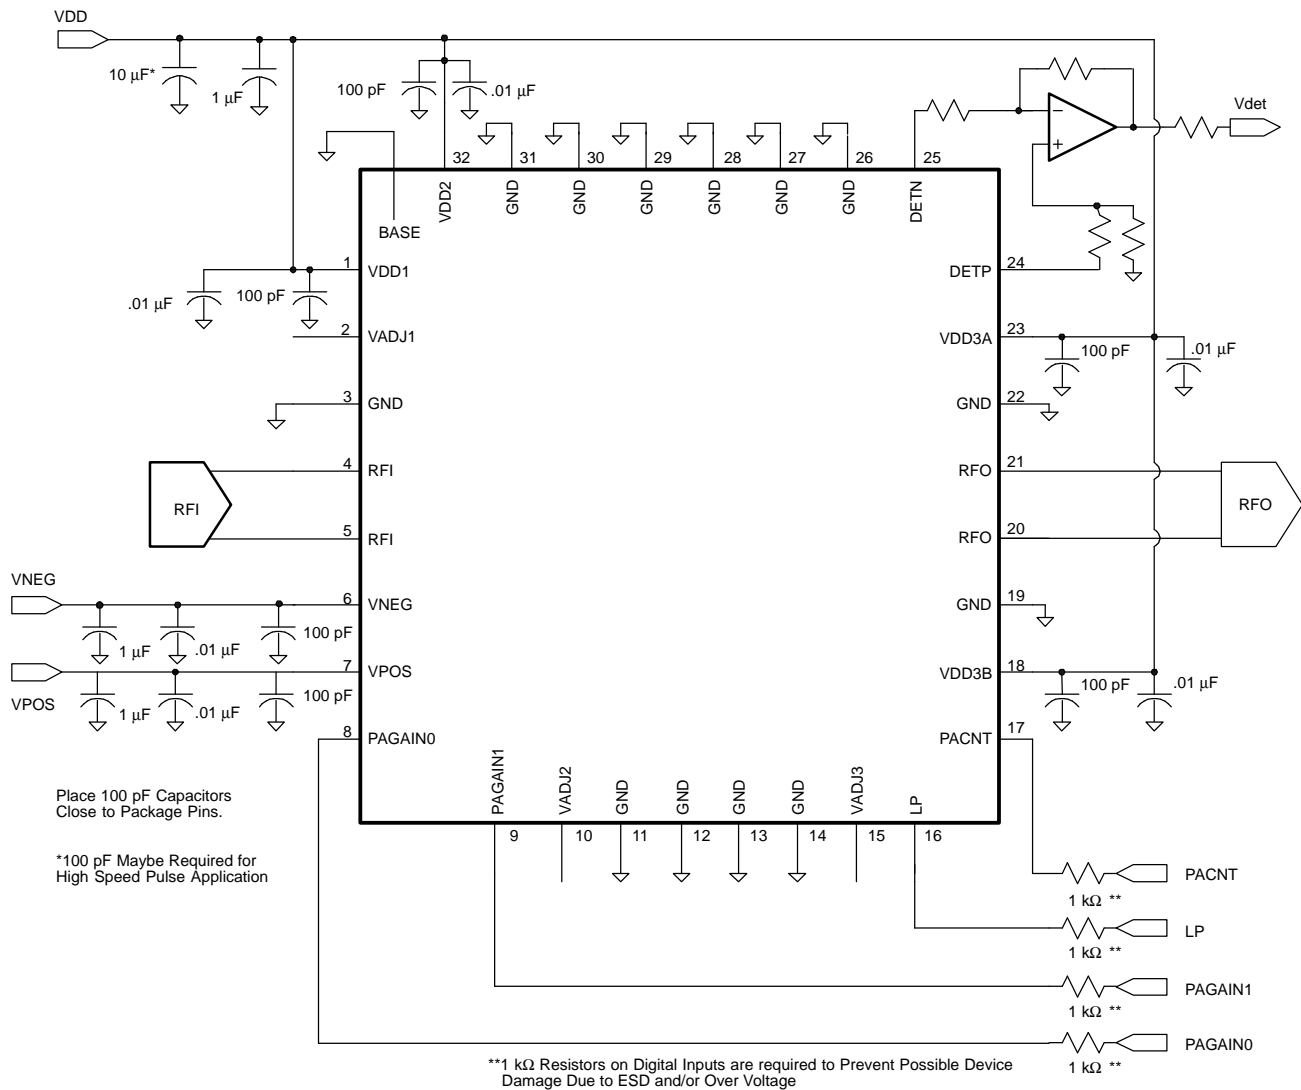 VDD
10 μF*
1 μF
100 pF
.01 μF
Vdet
−
+
32
31
30
29
28
27
26
25
VDD2
GND
GND
GND
GND
GND
GND
DETN
BASE
1
VDD1
.01 μF
100 pF
2
VADJ1
3
GND
4
RFI
RFI
5
RFI
VNEG
6
VNEG
1 μF
.01 μF
100 pF
7
VPOS
VPOS
1 μF
.01 μF
100 pF
8
PAGAIN0
DETP
24
VDD3A
23
100 pF
.01 μF
GND
22
RFO
21
RFO
RFO
20
GND
19
VDD3B
18
100 pF
.01 μF
PACNT
17
PAGAIN1
VADJ2
GND
GND
GND
GND
VADJ3
LP
9
10
11
12
13
14
15
16
Place 100 pF Capacitors
Close to Package Pins.
*100 pF Maybe Required for
High Speed Pulse Application
PACNT
1 kΩ **
LP
1 kΩ **
PAGAIN1
1 kΩ **
PAGAIN0
1 kΩ **
**1 kΩ Resistors on Digital Inputs are required to Prevent Possible Device
Damage Due to ESD and/or Over Voltage